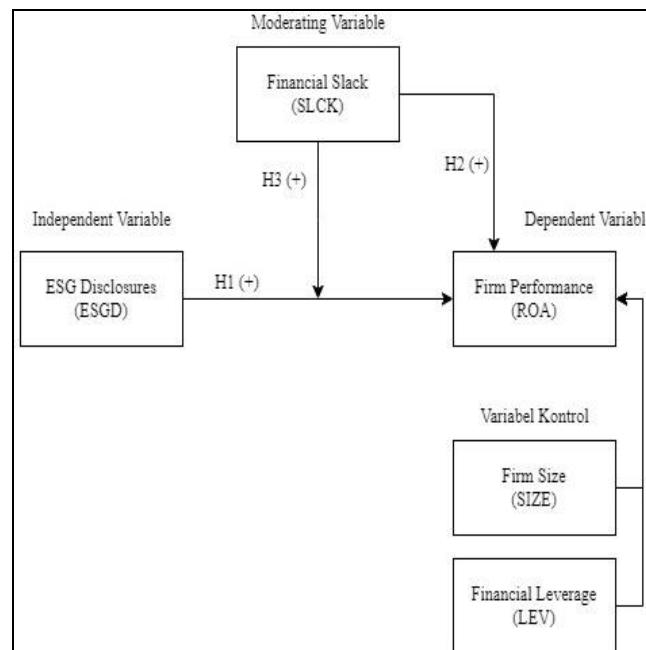 Moderating Variable
Financial Slack
(SLCK)
H3 (+)
H2 (+)
Independent Variable
Dependent Variabl
ESG Disclosures
(ESGD)
H1 (+)
Firm Performance
(ROA)
Variabel Kontrol
Firm Size
(SIZE)
Financial Leverage
(LEV)